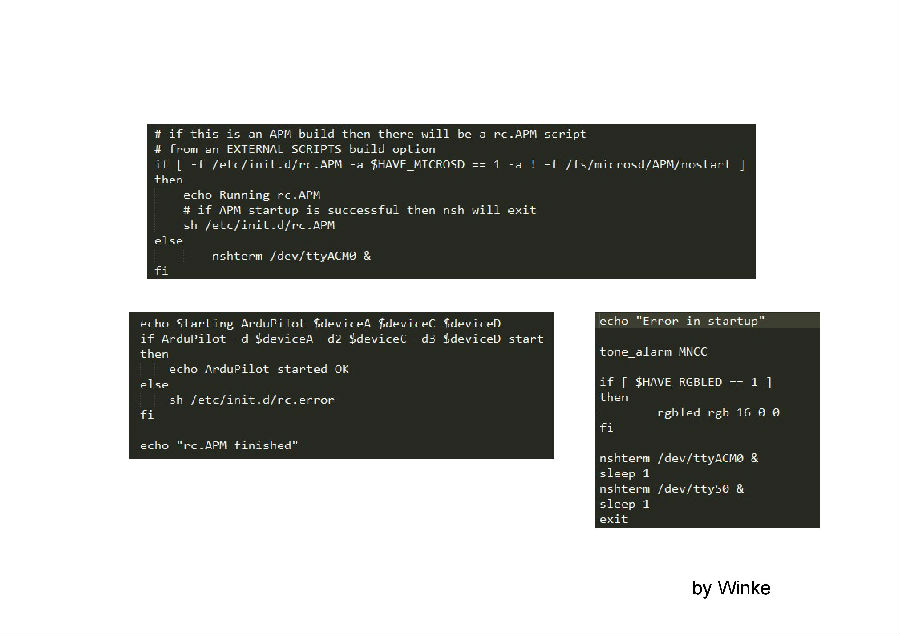 # if this is an APM build then there will be a rc.APM script
# from an EXTERNAL_SCRIPTS build option
if [ -f /etc/init.d/rc.APM -a $HAVE_MICROSD == 1 -a ! -f /fs/microsd/APM/nostart ]
then
echo Running rc.APM
# if APM startup is successful then nsh will exit
sh /etc/init.d/rc.APM
else
nshterm /dev/ttyACM0 &
fi
echo Starting ArduPilot $deviceA $deviceC $deviceD
if ArduPilot -d $deviceA -d2 $deviceC -d3 $deviceD start
then
echo ArduPilot started OK
else
sh /etc/init.d/rc.error
fi
echo "rc.APM finished"
echo "Error in startup"
tone_alarm MNCC
if [ $HAVE_RGBLED == 1 ]
then
rgbled rgb 16 0 0
fi
nshterm /dev/ttyACM0 &
sleep 1
nshterm /dev/ttyS0 &
sleep 1
exit
by Winke